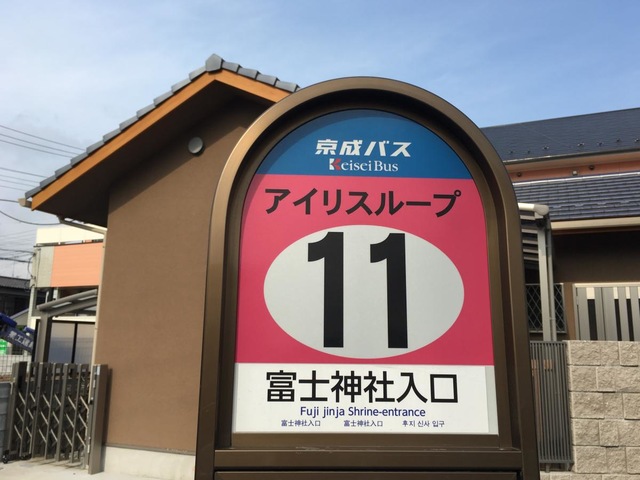 京成バス
KeiseiBus
アイリスループ
11
富士神社入口
Fuji jinja Shrine-entrance
富士神社入口 富士神社入口 후지 신사 입구